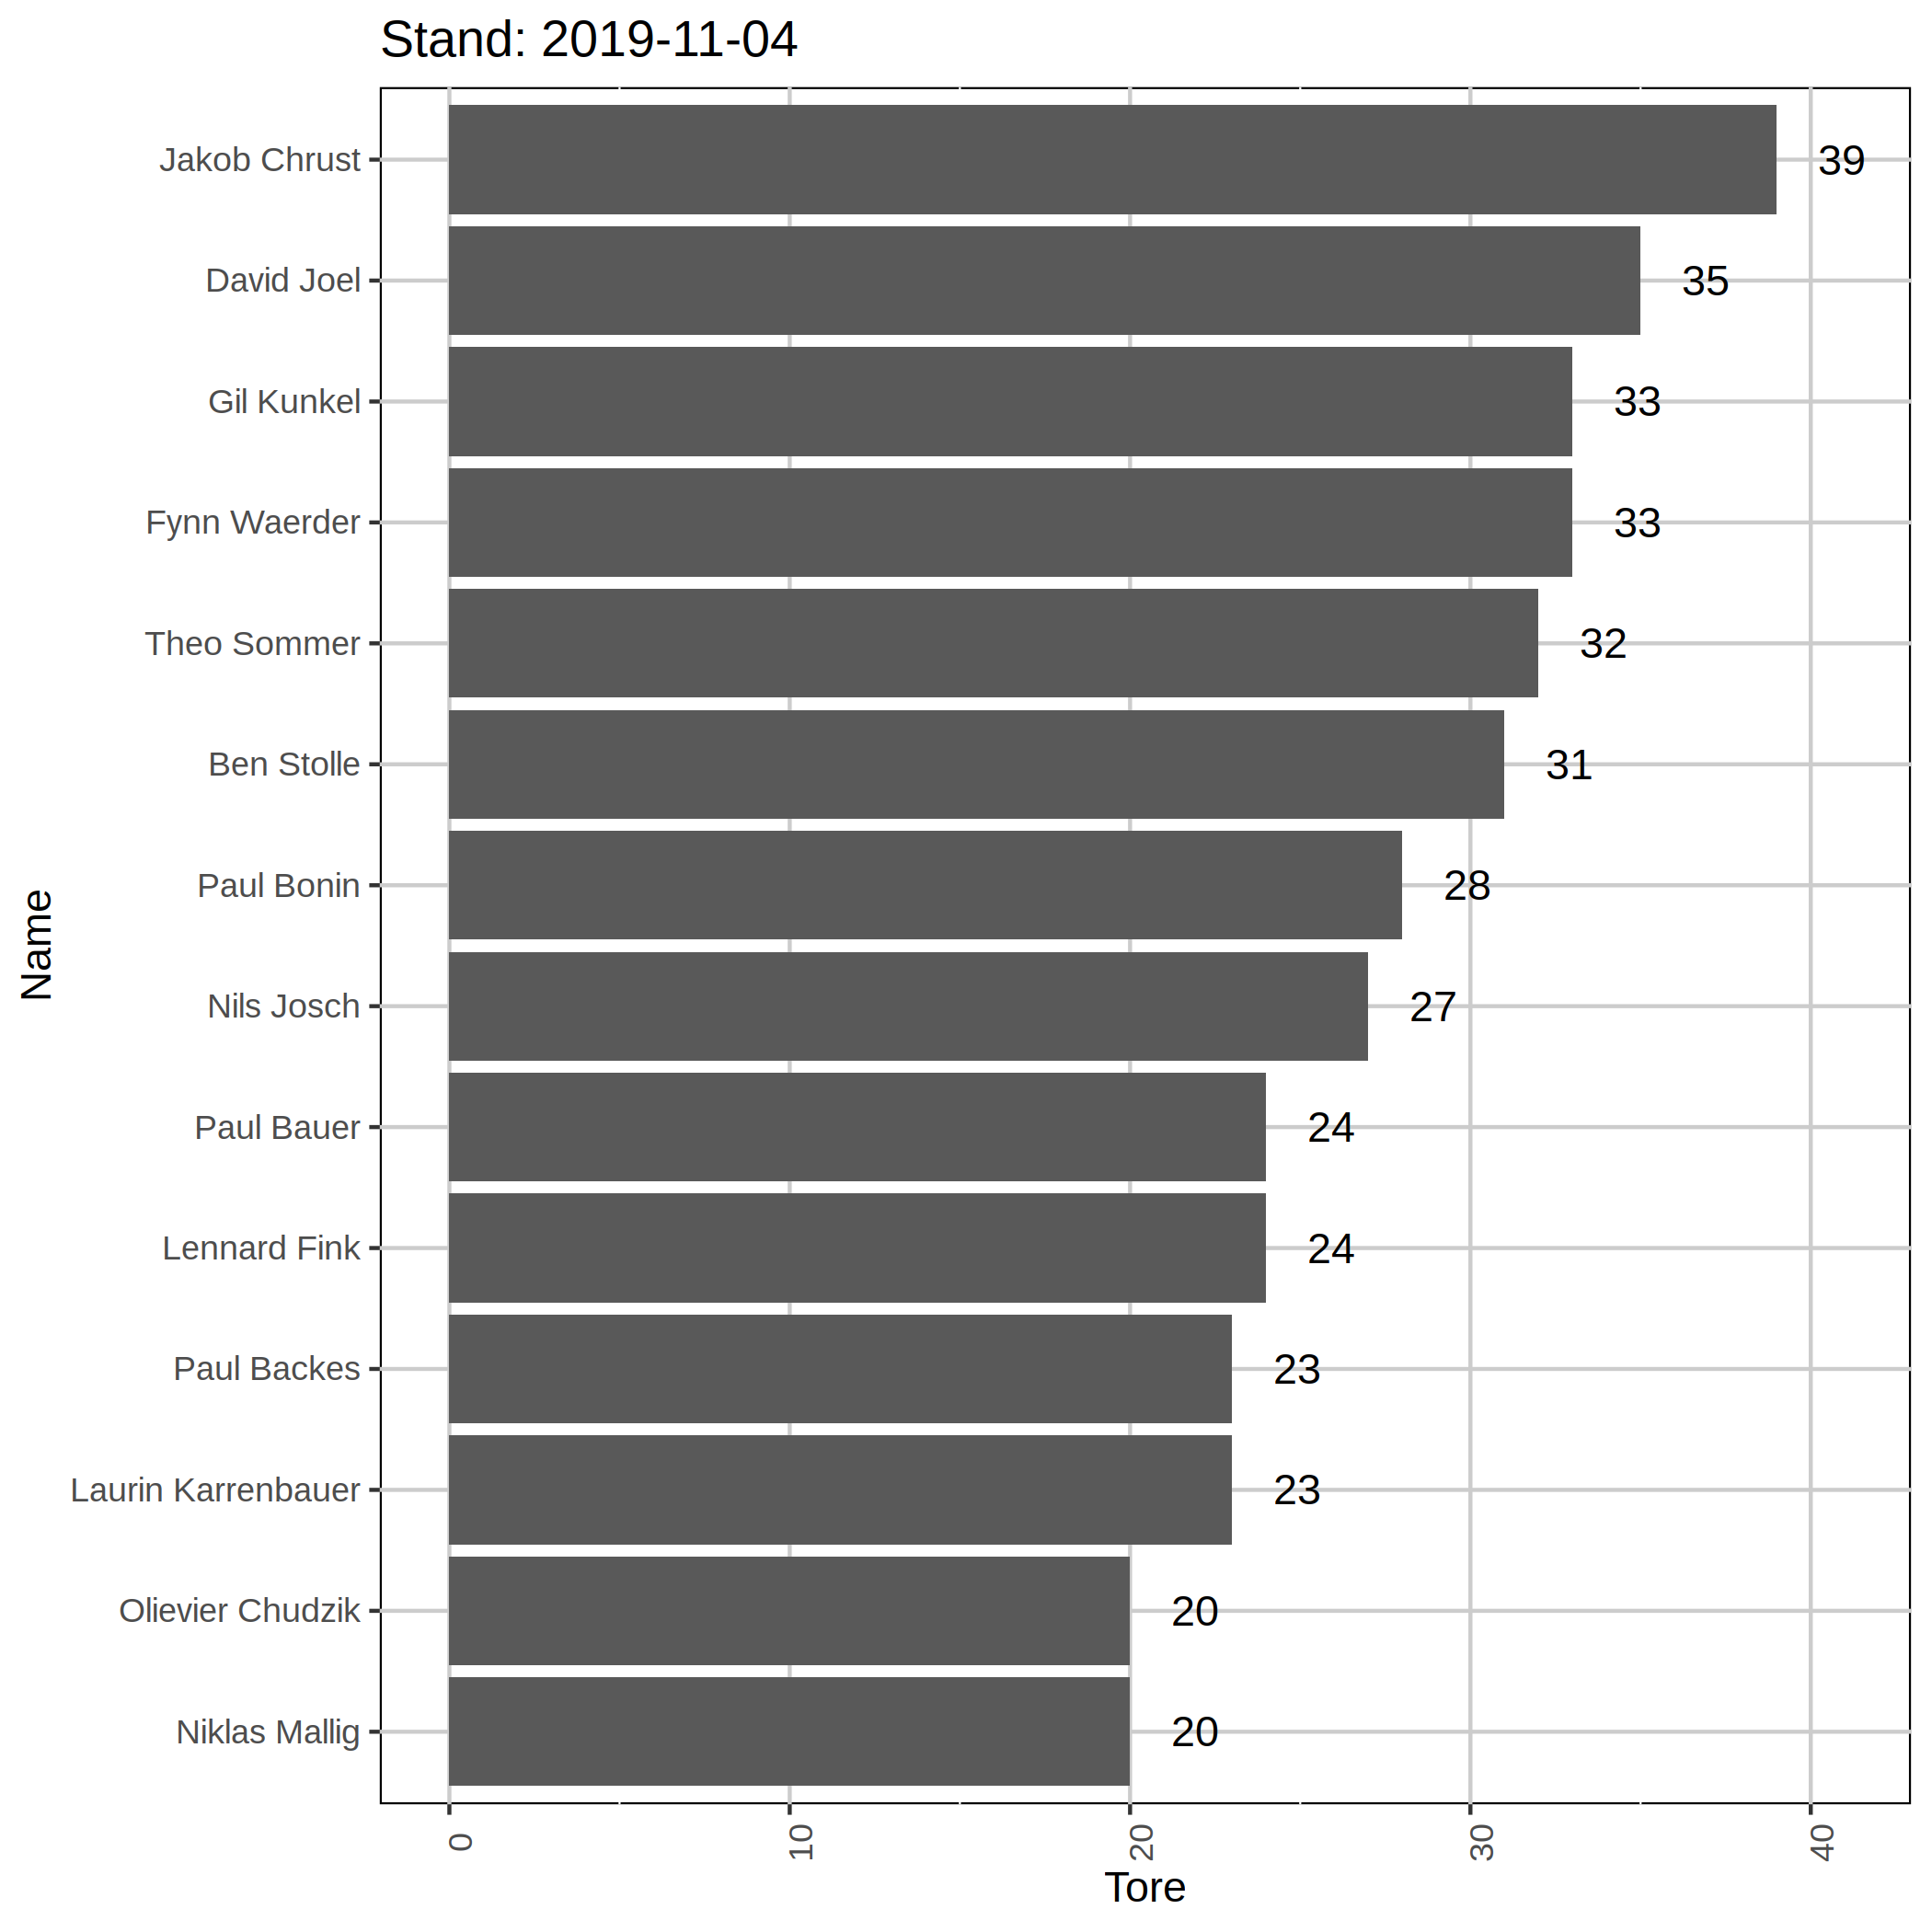 Stand: 2019-11-04
Jakob Chrust 39
David Joel 35
Gil Kunkel 33
Fynn Waerder 33
Theo Sommer 32
Ben Stolle 31
Paul Bonin 28
Nils Josch 27
Paul Bauer 24
Lennard Fink 24
Paul Backes 23
Laurin Karrenbauer 23
Olievier Chudzik 20
Niklas Mallig 20
Name
0 10 20 30 40
Tore